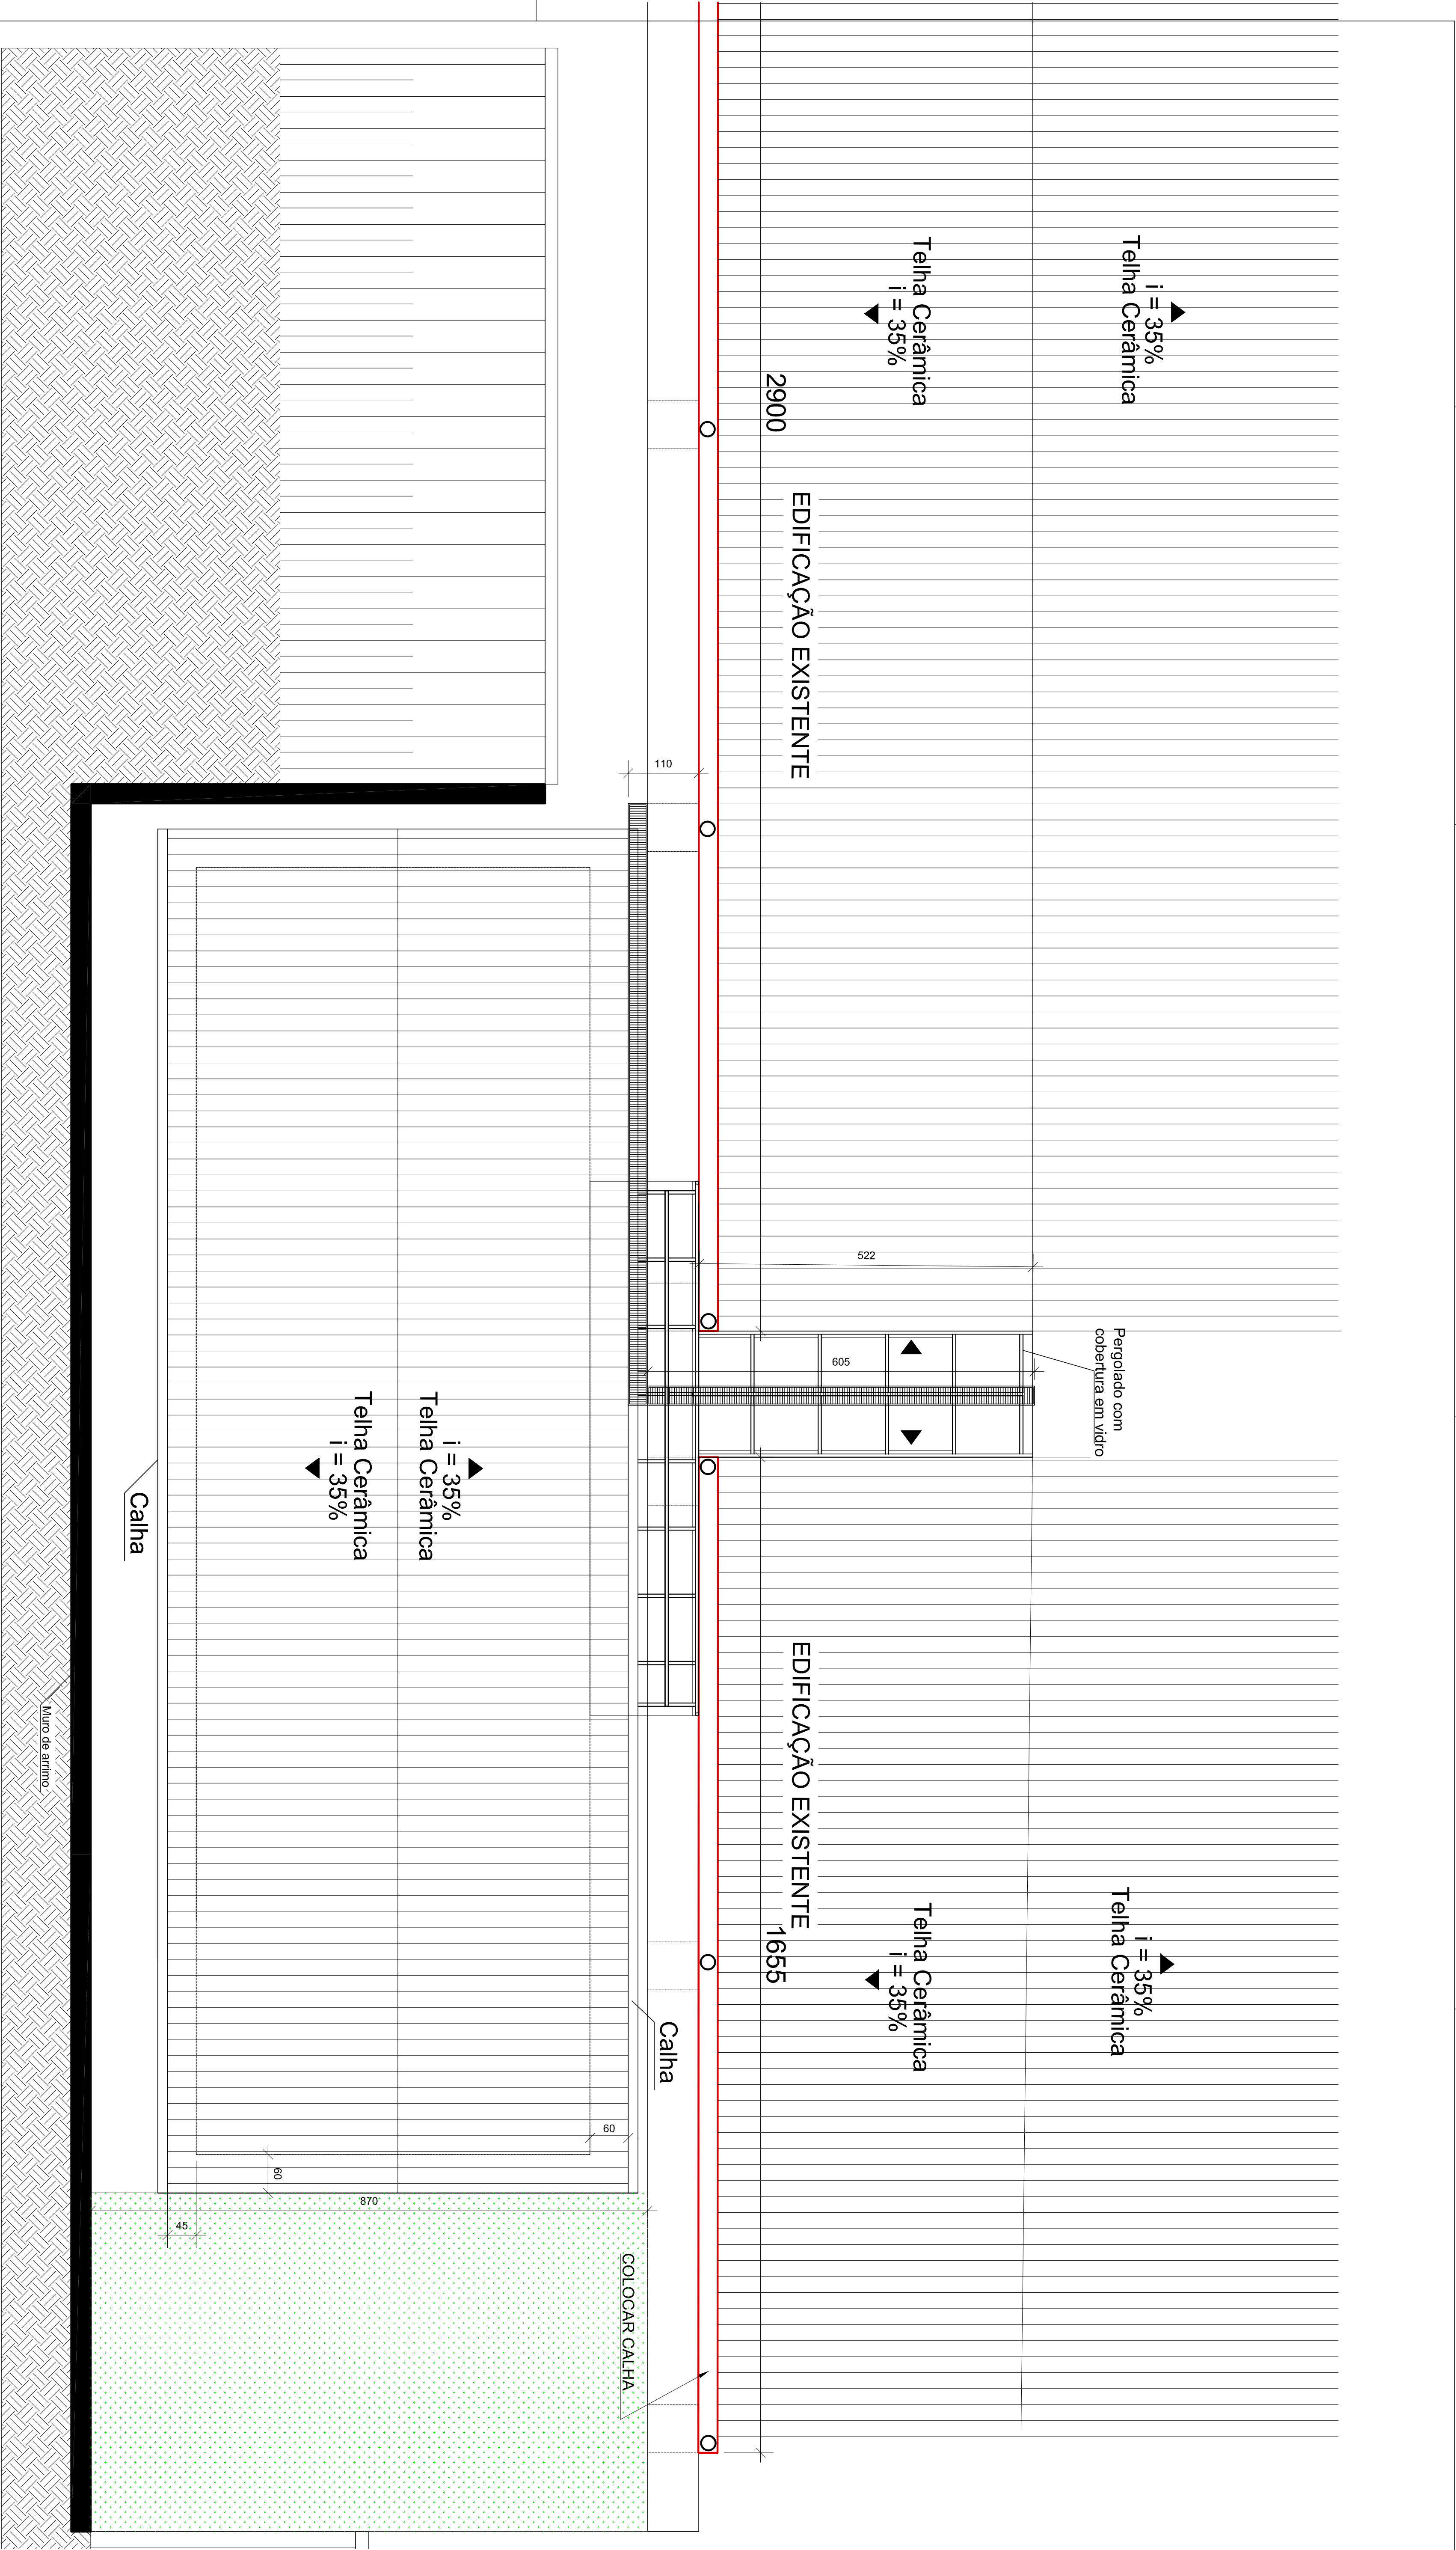 Telha Cerâmica
i = 35%
i = 35%
Telha Cerâmica
2900
EDIFICAÇÃO EXISTENTE
110
522
605
Pergolado com
cobertura em vidro
i = 35%
Telha Cerâmica
Telha Cerâmica
i = 35%
Calha
Muro de arrimo
EDIFICAÇÃO EXISTENTE
1655
i = 35%
Telha Cerâmica
Telha Cerâmica
i = 35%
Calha
60
60
870
45
COLOCAR CALHA